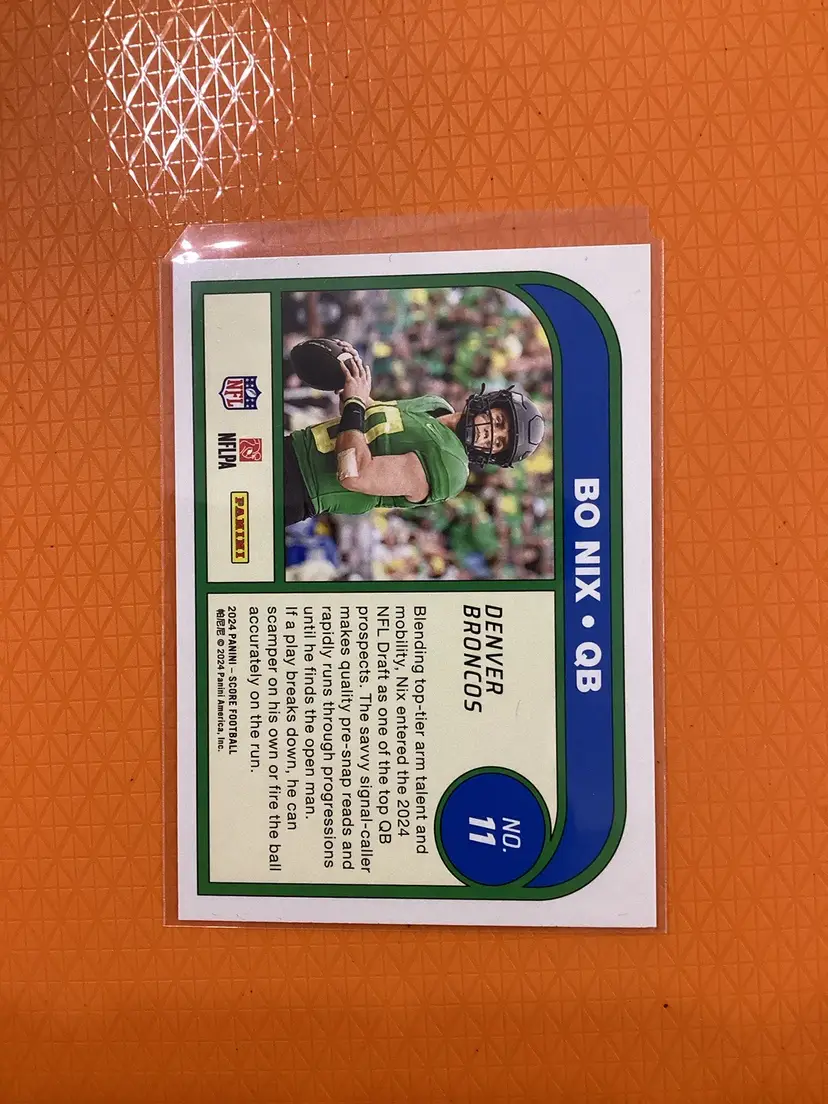 BO NIX • QB
DENVER
BRONCOS
NO.
11
Blending top-tier arm talent and
mobility, Nix entered the 2024
NFL Draft as one of the top QB
prospects. The savvy signal-caller
makes quality pre-snap reads and
rapidly runs through progressions
until he finds the open man.
If a play breaks down, he can
scamper on his own or fire the ball
accurately on the run.
2024 PANINI – SCORE FOOTBALL
帕尼尼 © 2024 Panini America, Inc.
NFL
NFLPA
PANINI